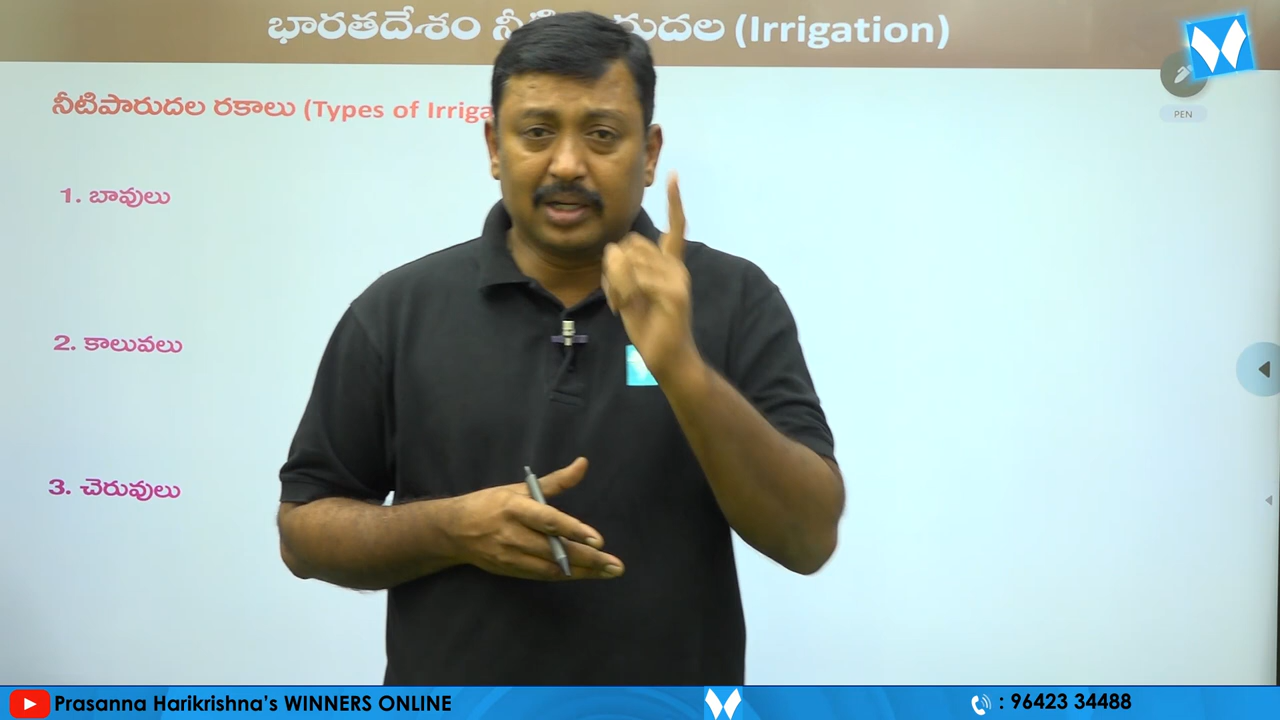 భారతదేశం నీటి రుదల (Irrigation)
నీటిపారుదల రకాలు (Types of Irriga
PEN
1. బావులు
2. కాలువలు
3. చెరువులు
Prasanna Harikrishna's WINNERS ONLINE
: 96423 34488